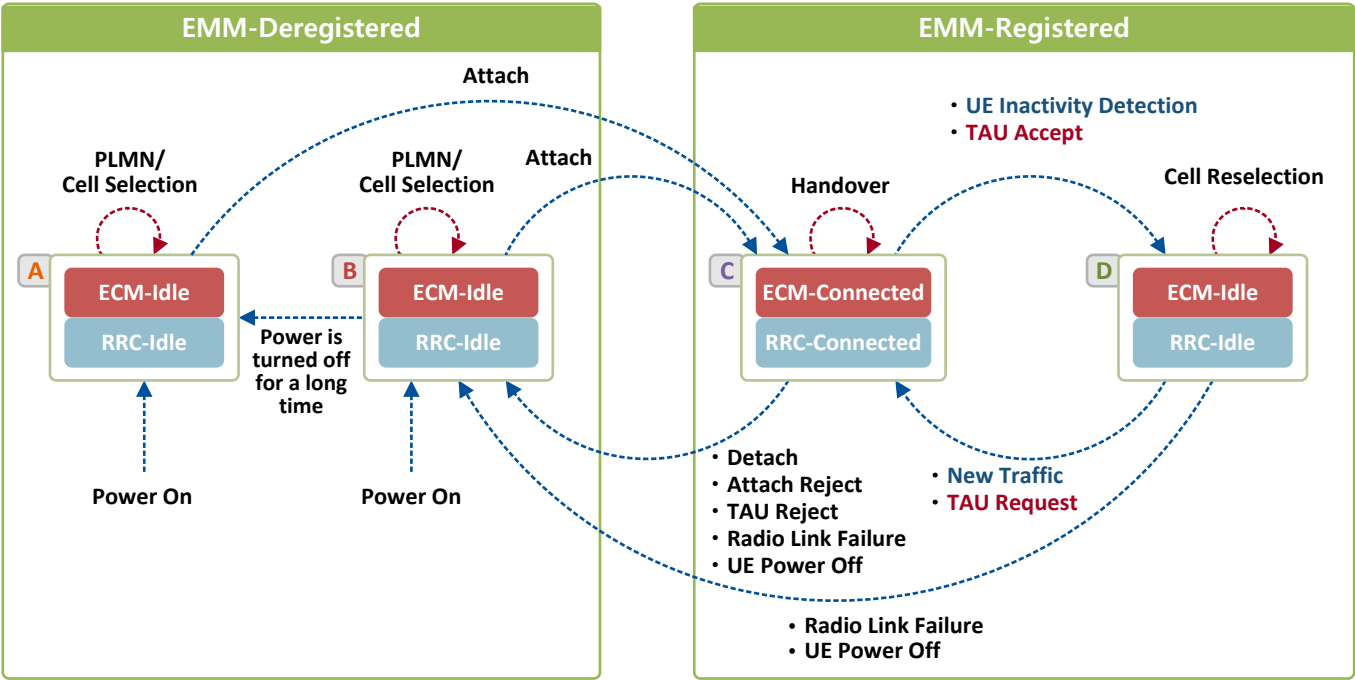 EMM-Deregistered
EMM-Registered
Attach
PLMN/
Cell Selection
PLMN/
Cell Selection
Attach
・UE Inactivity Detection
・TAU Accept
Handover
Cell Reselection
A
ECM-Idle
RRC-Idle
B
ECM-Idle
RRC-Idle
C
ECM-Connected
RRC-Connected
D
ECM-Idle
RRC-Idle
Power is
turned off
for a long
time
Power On
Power On
・Detach
・Attach Reject
・TAU Reject
・Radio Link Failure
・UE Power Off
・New Traffic
・TAU Request
・Radio Link Failure
・UE Power Off